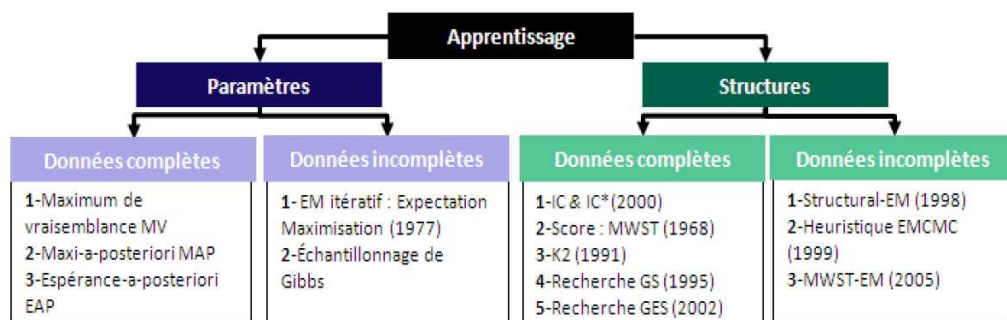 Apprentissage
Paramètres
Structures
Données complètes
1-Maximum de
vraisemblance MV
2-Maxi-a-posteriori MAP
3-Espérance-a-posteriori
EAP
Données incomplètes
1- EM itératif : Expectation
Maximisation (1977)
2-Échantillonnage de
Gibbs
Données complètes
1-IC & IC* (2000)
2-Score : MWST (1968)
3-K2 (1991)
4-Recherche GS (1995)
5-Recherche GES (2002)
Données incomplètes
1-Structural-EM (1998)
2-Heuristique EMCMC
(1999)
3-MWST-EM (2005)